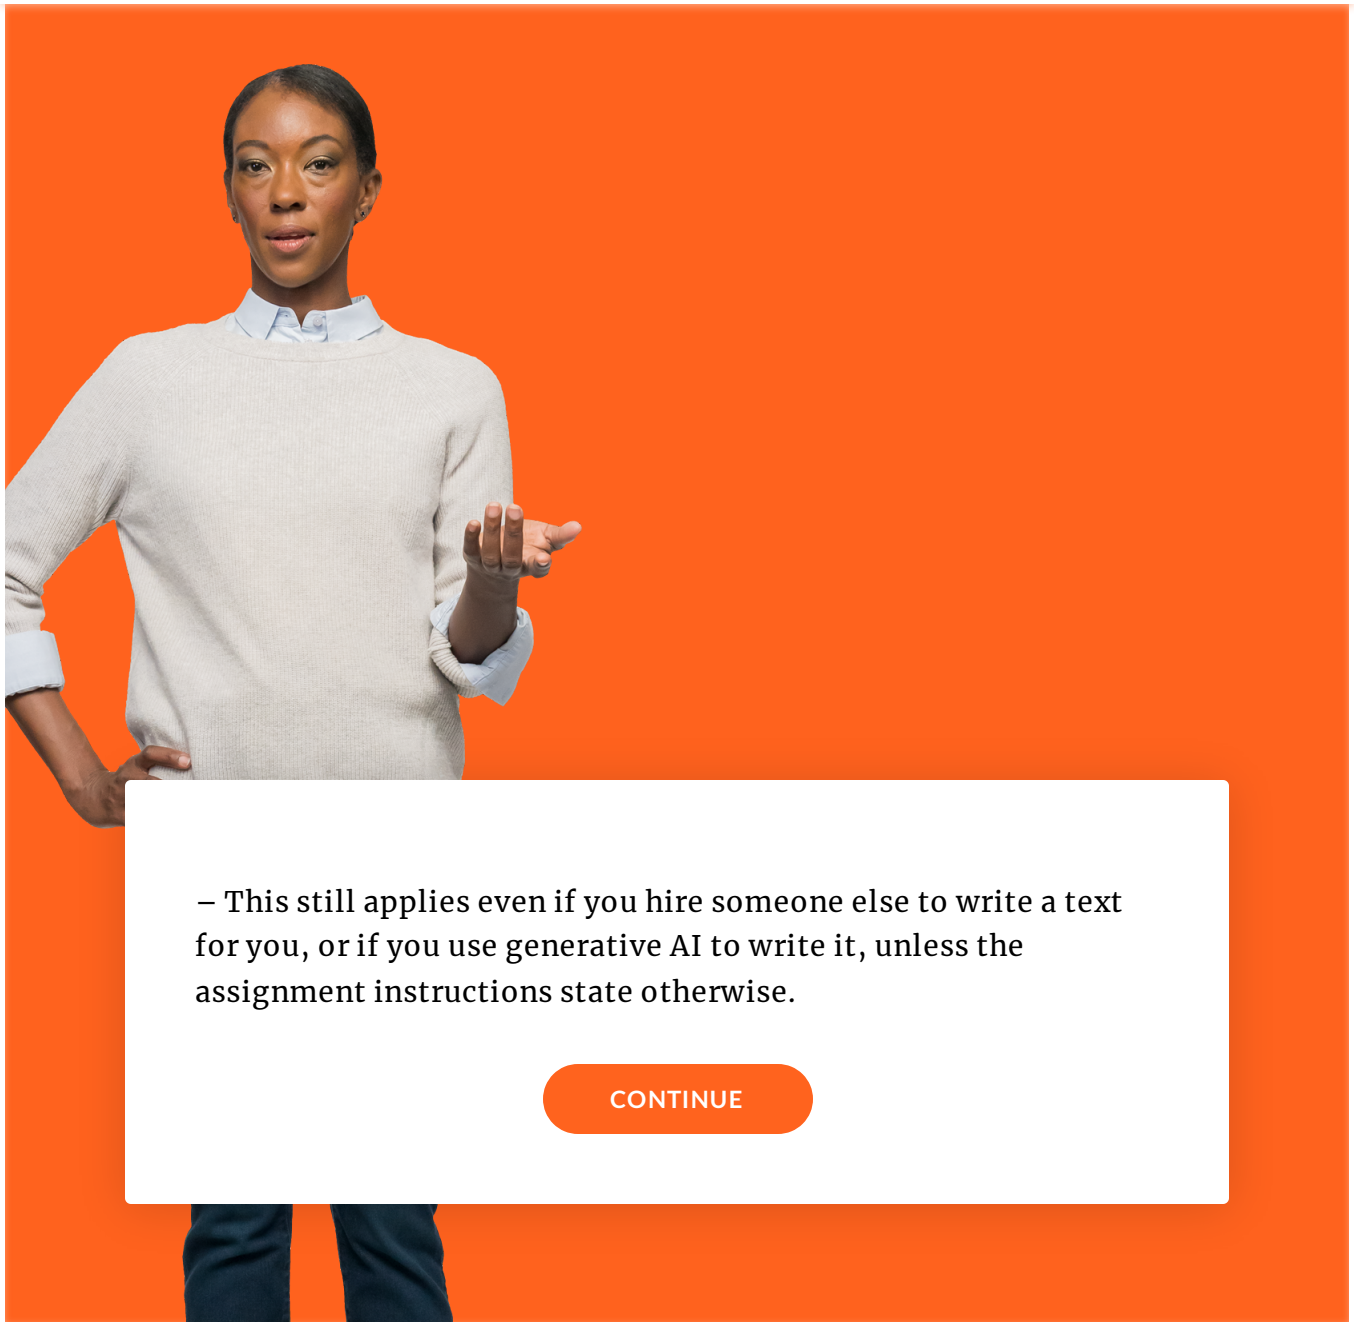 – This still applies even if you hire someone else to write a text
for you, or if you use generative AI to write it, unless the
assignment instructions state otherwise.
CONTINUE